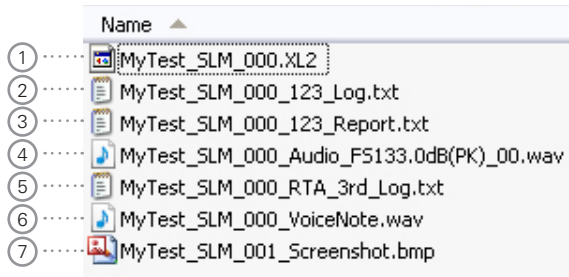 Name
1 MyTest_SLM_000.XL2
2 MyTest_SLM_000_123_Log.txt
3 MyTest_SLM_000_123_Report.txt
4 MyTest_SLM_000_Audio_FS133.0dB(PK)_00.wav
5 MyTest_SLM_000_RTA_3rd_Log.txt
6 MyTest_SLM_000_VoiceNote.wav
7 MyTest_SLM_001_Screenshot.bmp